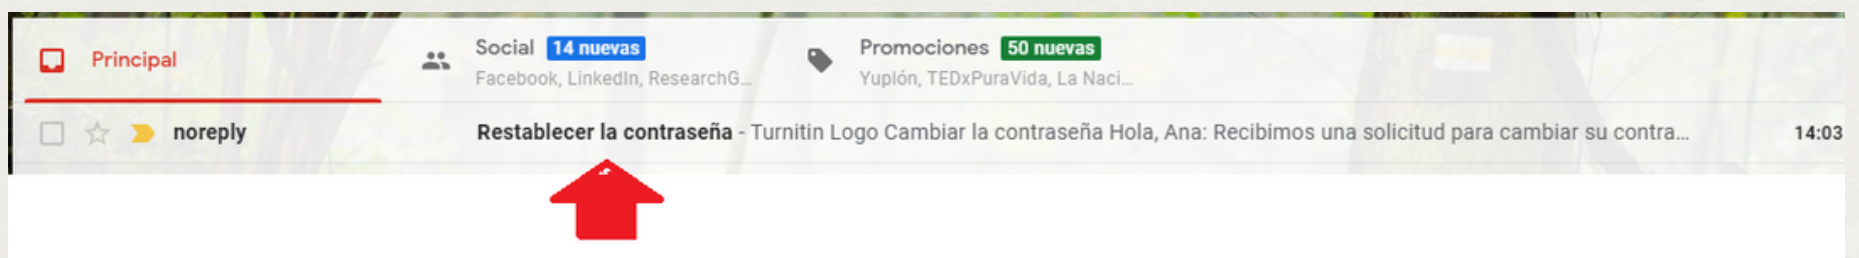 Principal
Social 14 nuevas
Facebook, LinkedIn, ResearchG...
Promociones 50 nuevas
Yuplón, TEDxPuraVida, La Naci...
noreply Restablecer la contraseña - Turnitin Logo Cambiar la contraseña Hola, Ana: Recibimos una solicitud para cambiar su contra... 14:03